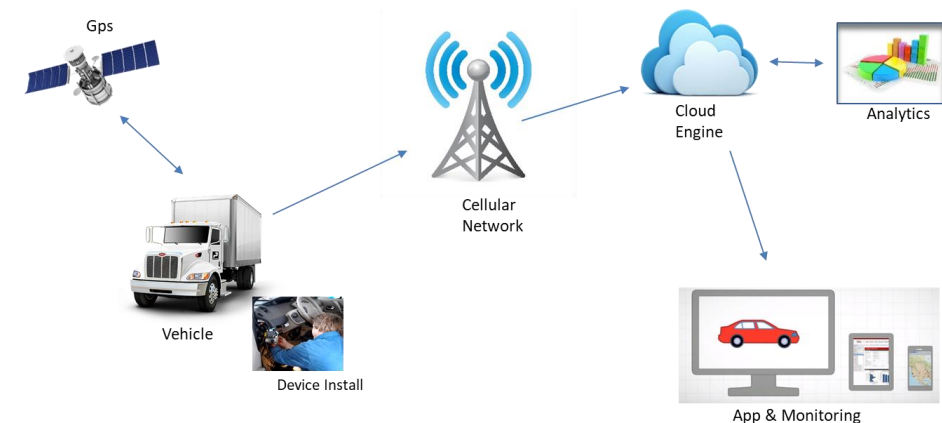 Gps
Cloud
Engine
Analytics
Cellular
Network
Vehicle
Device Install
App & Monitoring